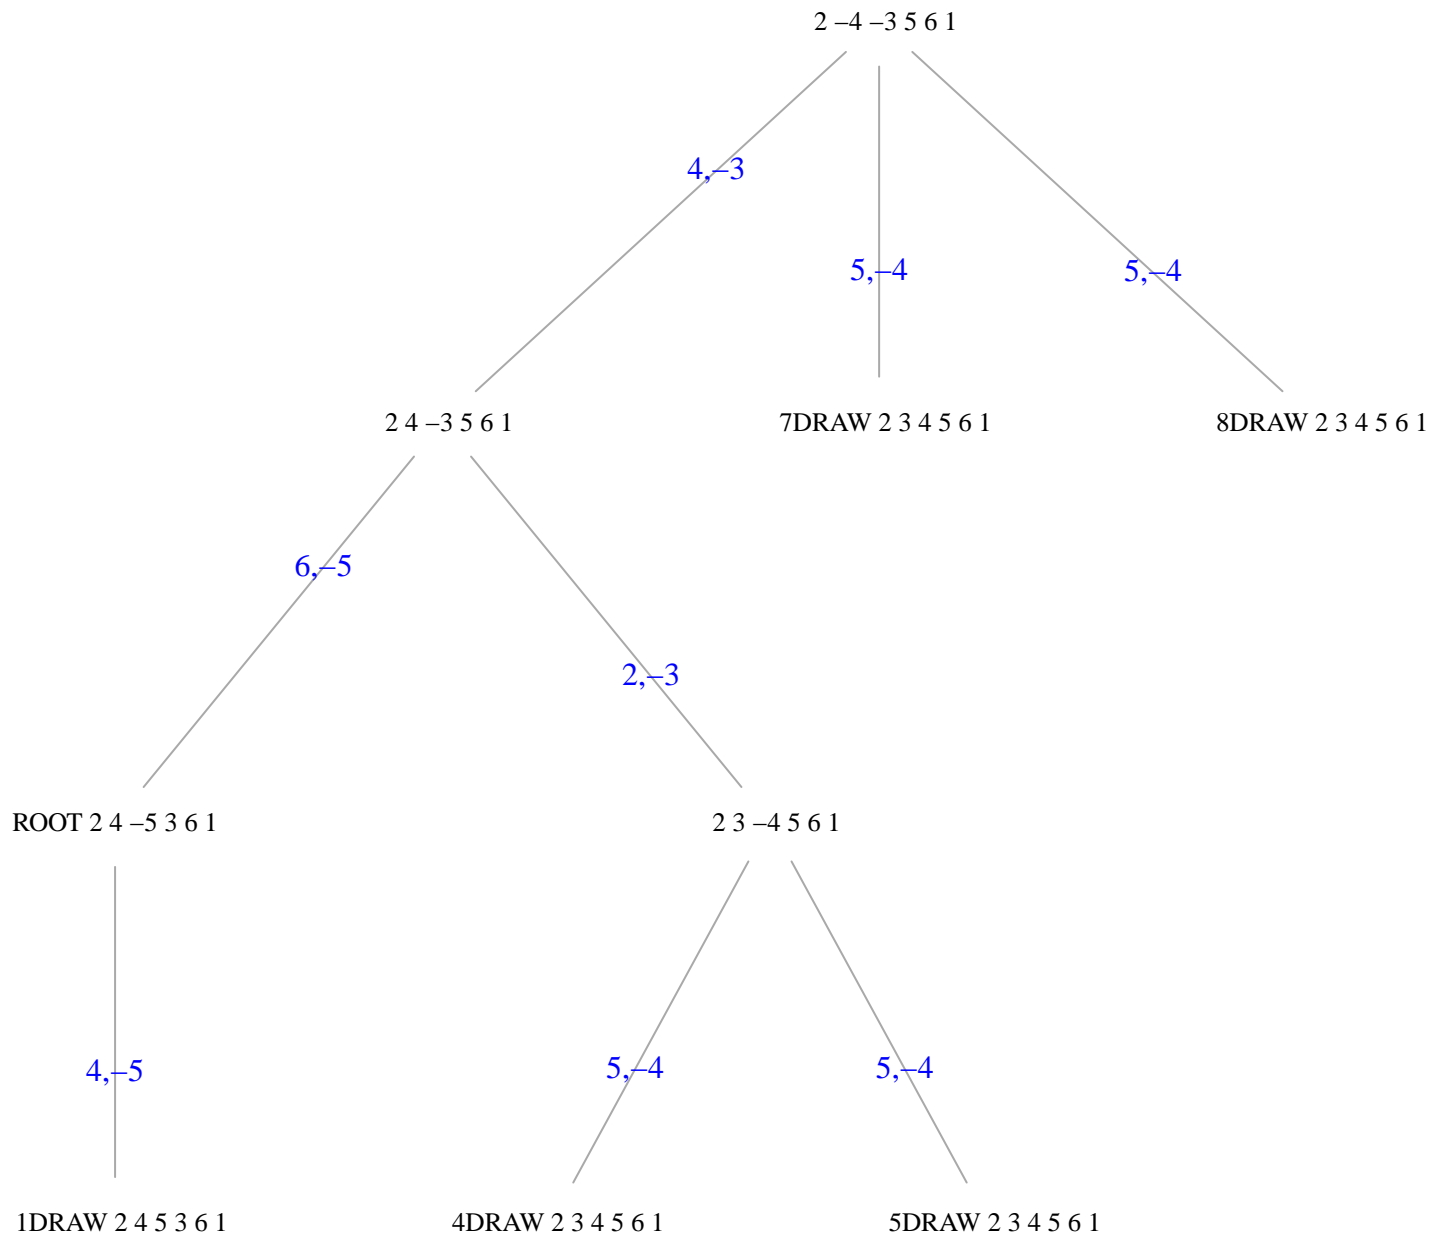 2 –4 –3 5 6 1
4,–3
5,–4
5,–4
2 4 –3 5 6 1
7DRAW 2 3 4 5 6 1
8DRAW 2 3 4 5 6 1
6,–5
2,–3
ROOT 2 4 –5 3 6 1
2 3 –4 5 6 1
4,–5
5,–4
5,–4
1DRAW 2 4 5 3 6 1
4DRAW 2 3 4 5 6 1
5DRAW 2 3 4 5 6 1